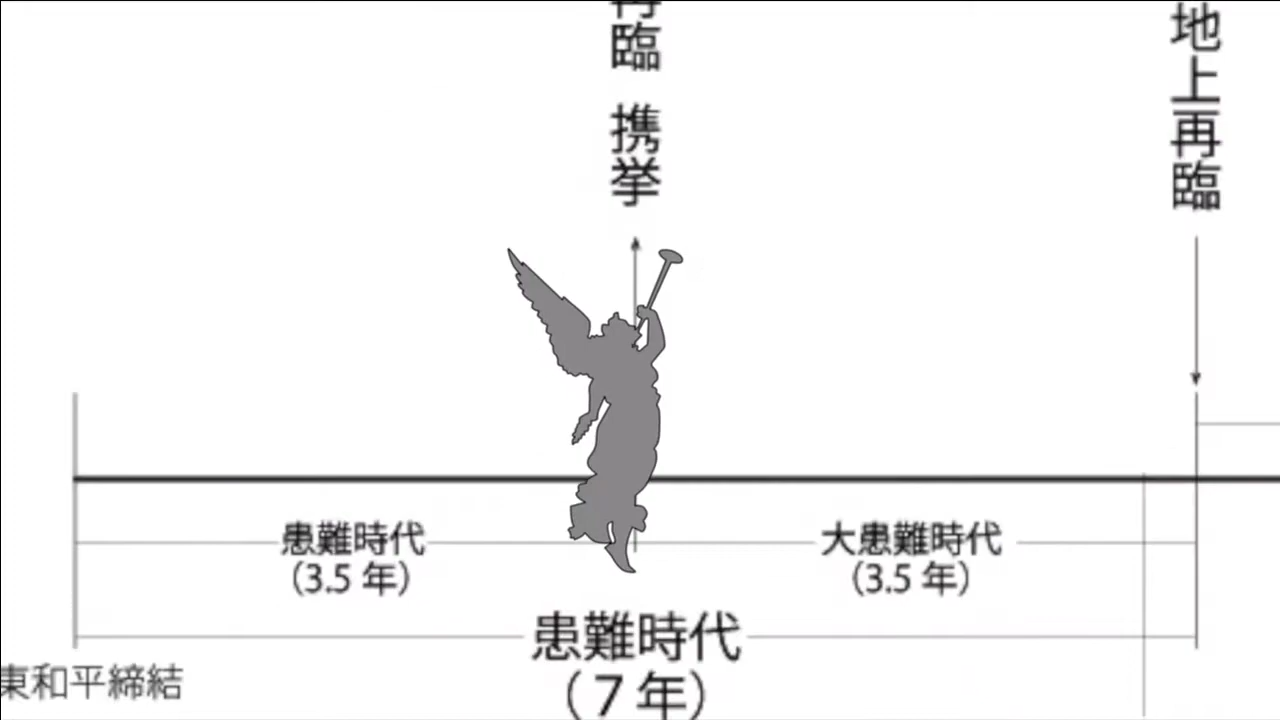 臨 携挙
地上再臨
患難時代
(3.5 年)
大患難時代
(3.5 年)
患難時代
(7 年)
東和平締結